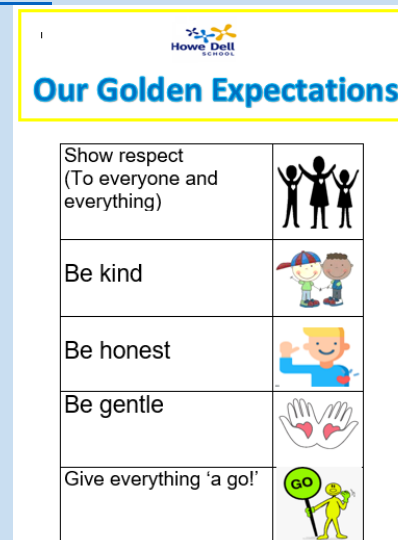 Howe Dell
SCHOOL
Our Golden Expectations
Show respect
(To everyone and
everything)
Be kind
Be honest
Be gentle
Give everything ‘a go!’
GO